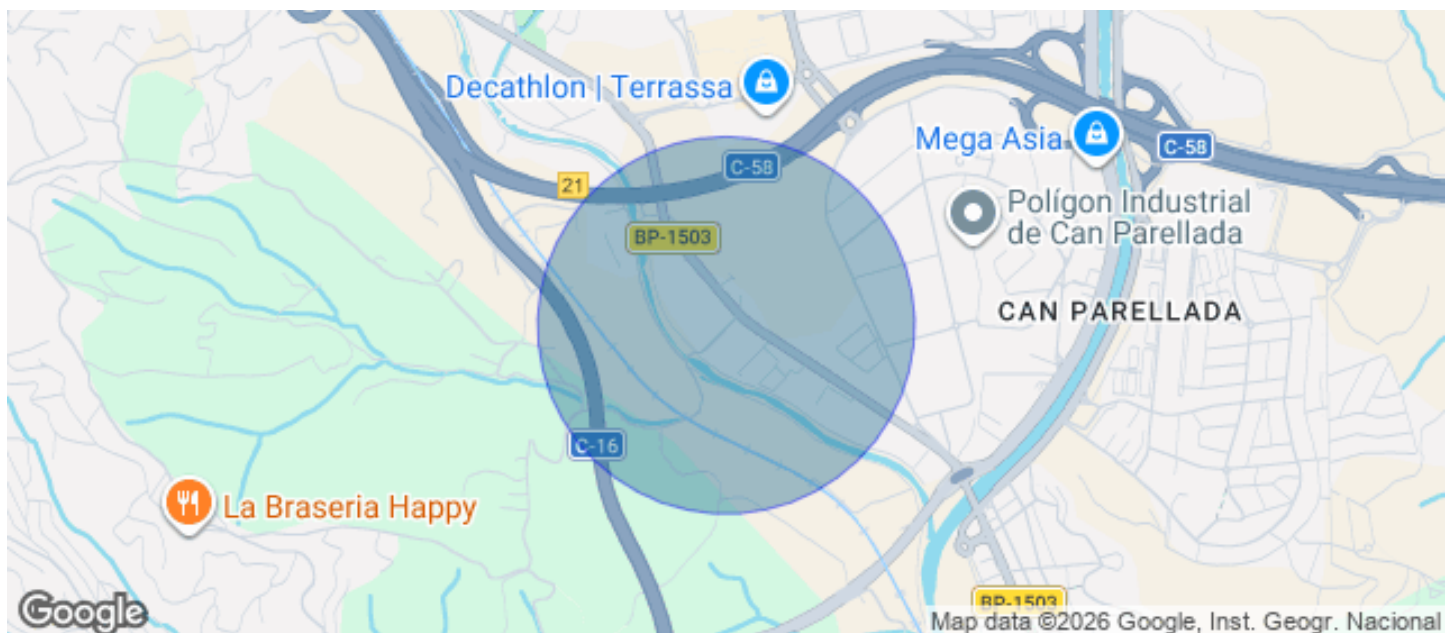 Decathlon | Terrassa
C-58
Mega Asia
C-58
21
Polígon Industrial
de Can Parellada
BP-1503
CAN PARELLADA
C-16
La Braseria Happy
BP-1503
Google
Map data ©2026 Google, Inst. Geogr. Nacional